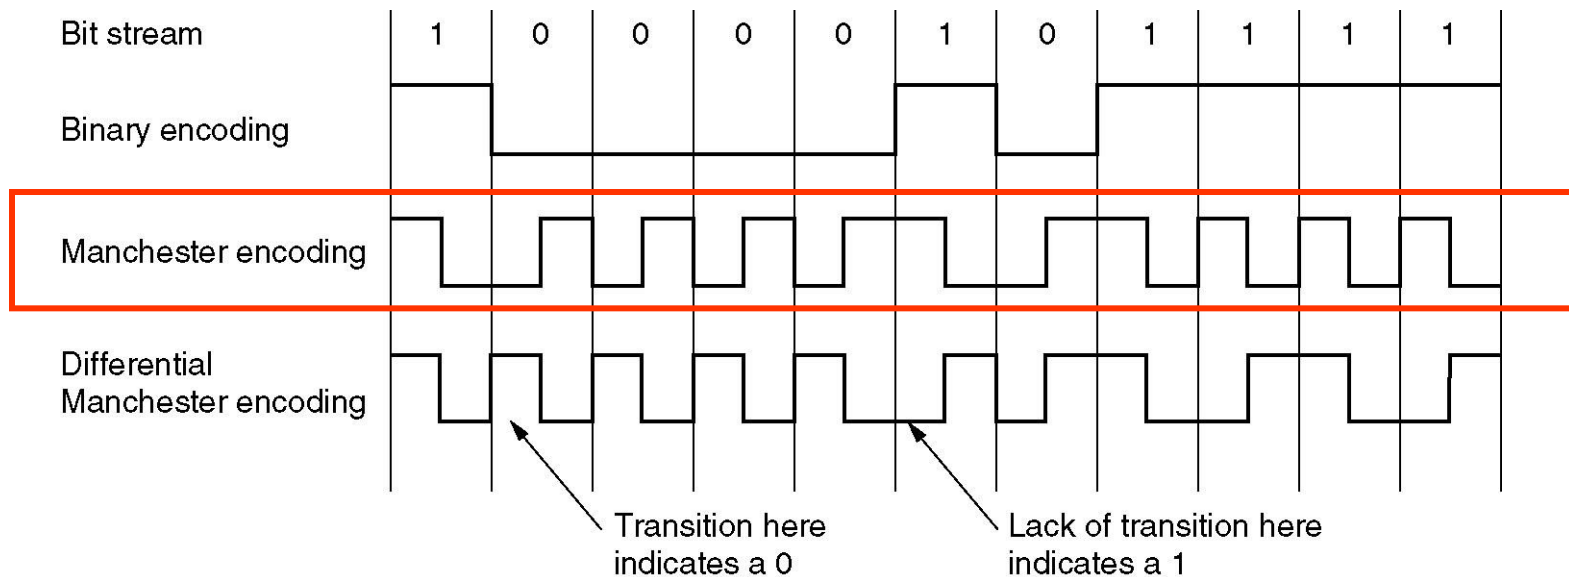 Bit stream 1 0 0 0 0 1 0 1 1 1 1
Binary encoding
Manchester encoding
Differential
Manchester encoding
Transition here
indicates a 0
Lack of transition here
indicates a 1